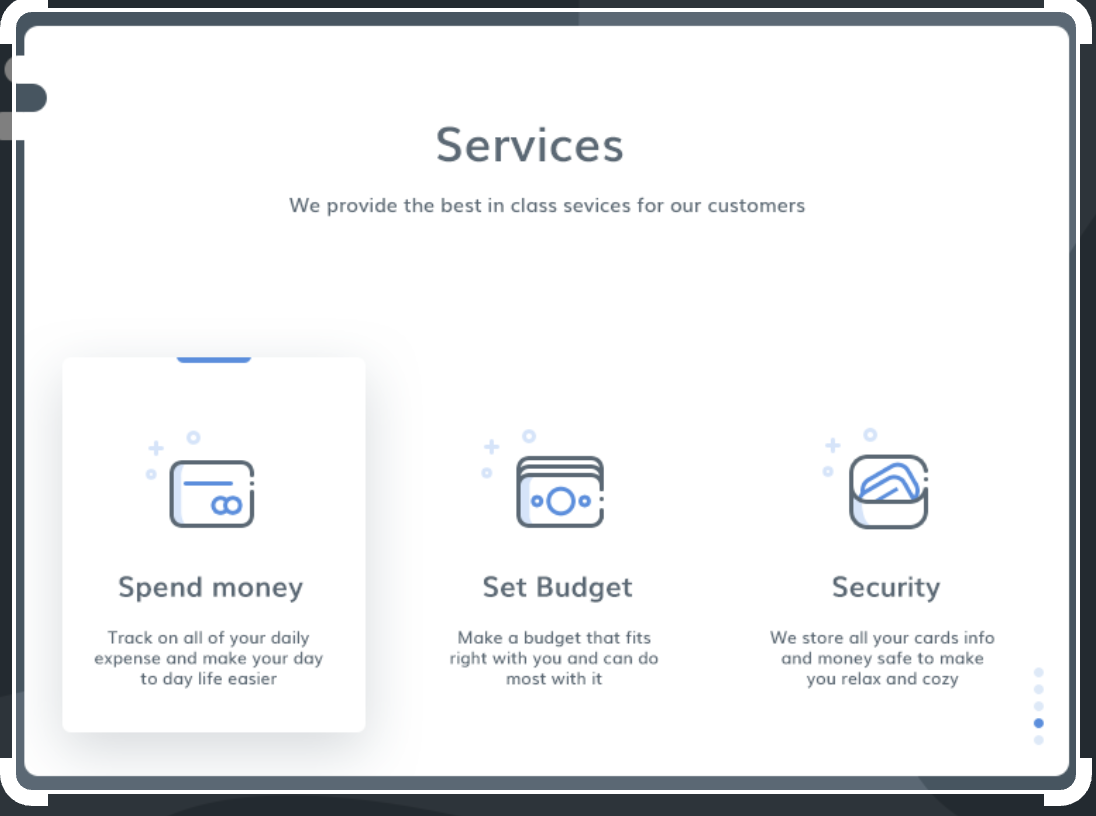 Services
We provide the best in class sevices for our customers
Spend money
Track on all of your daily
expense and make your day
to day life easier
Set Budget
Make a budget that fits
right with you and can do
most with it
Security
We store all your cards info
and money safe to make
you relax and cozy